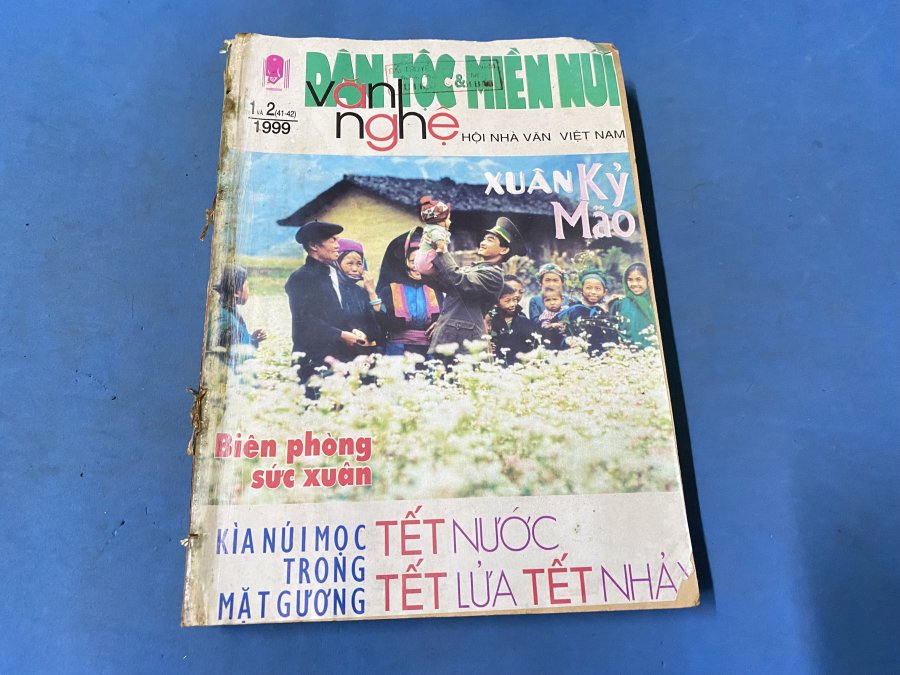 DÂN TỘC MIỀN NÚI
văn nghệ
&
1 VÀ 2 (41-42)
1999
HỘI NHÀ VĂN VIỆT NAM
XUÂN Kỷ
Mão
Biên phòng
sức xuân
KÌA NÚI MỌC
TRONG
MẶT GƯƠNG
TẾT NƯỚC
TẾT LỬA TẾT NHẢY